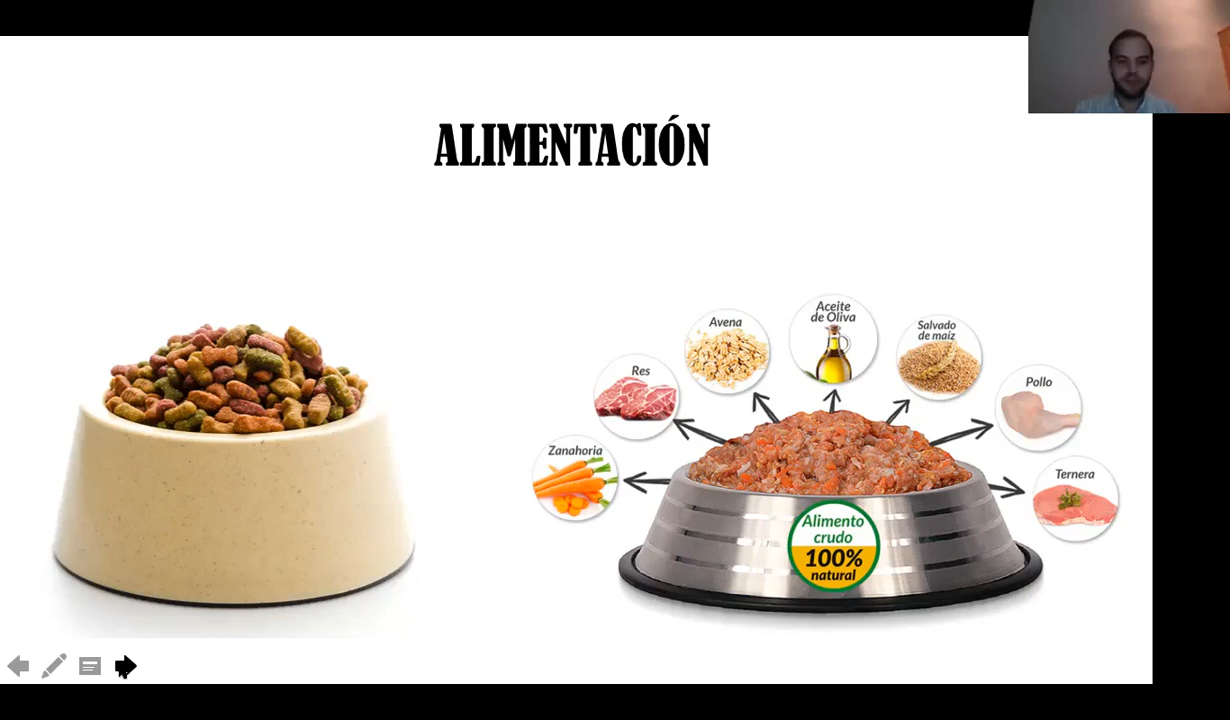 ALIMENTACIÓN
Aceite
de Oliva
Avena
Salvado
de maíz
Res
Pollo
Zanahoria
Ternera
Alimento
crudo
100%
natural